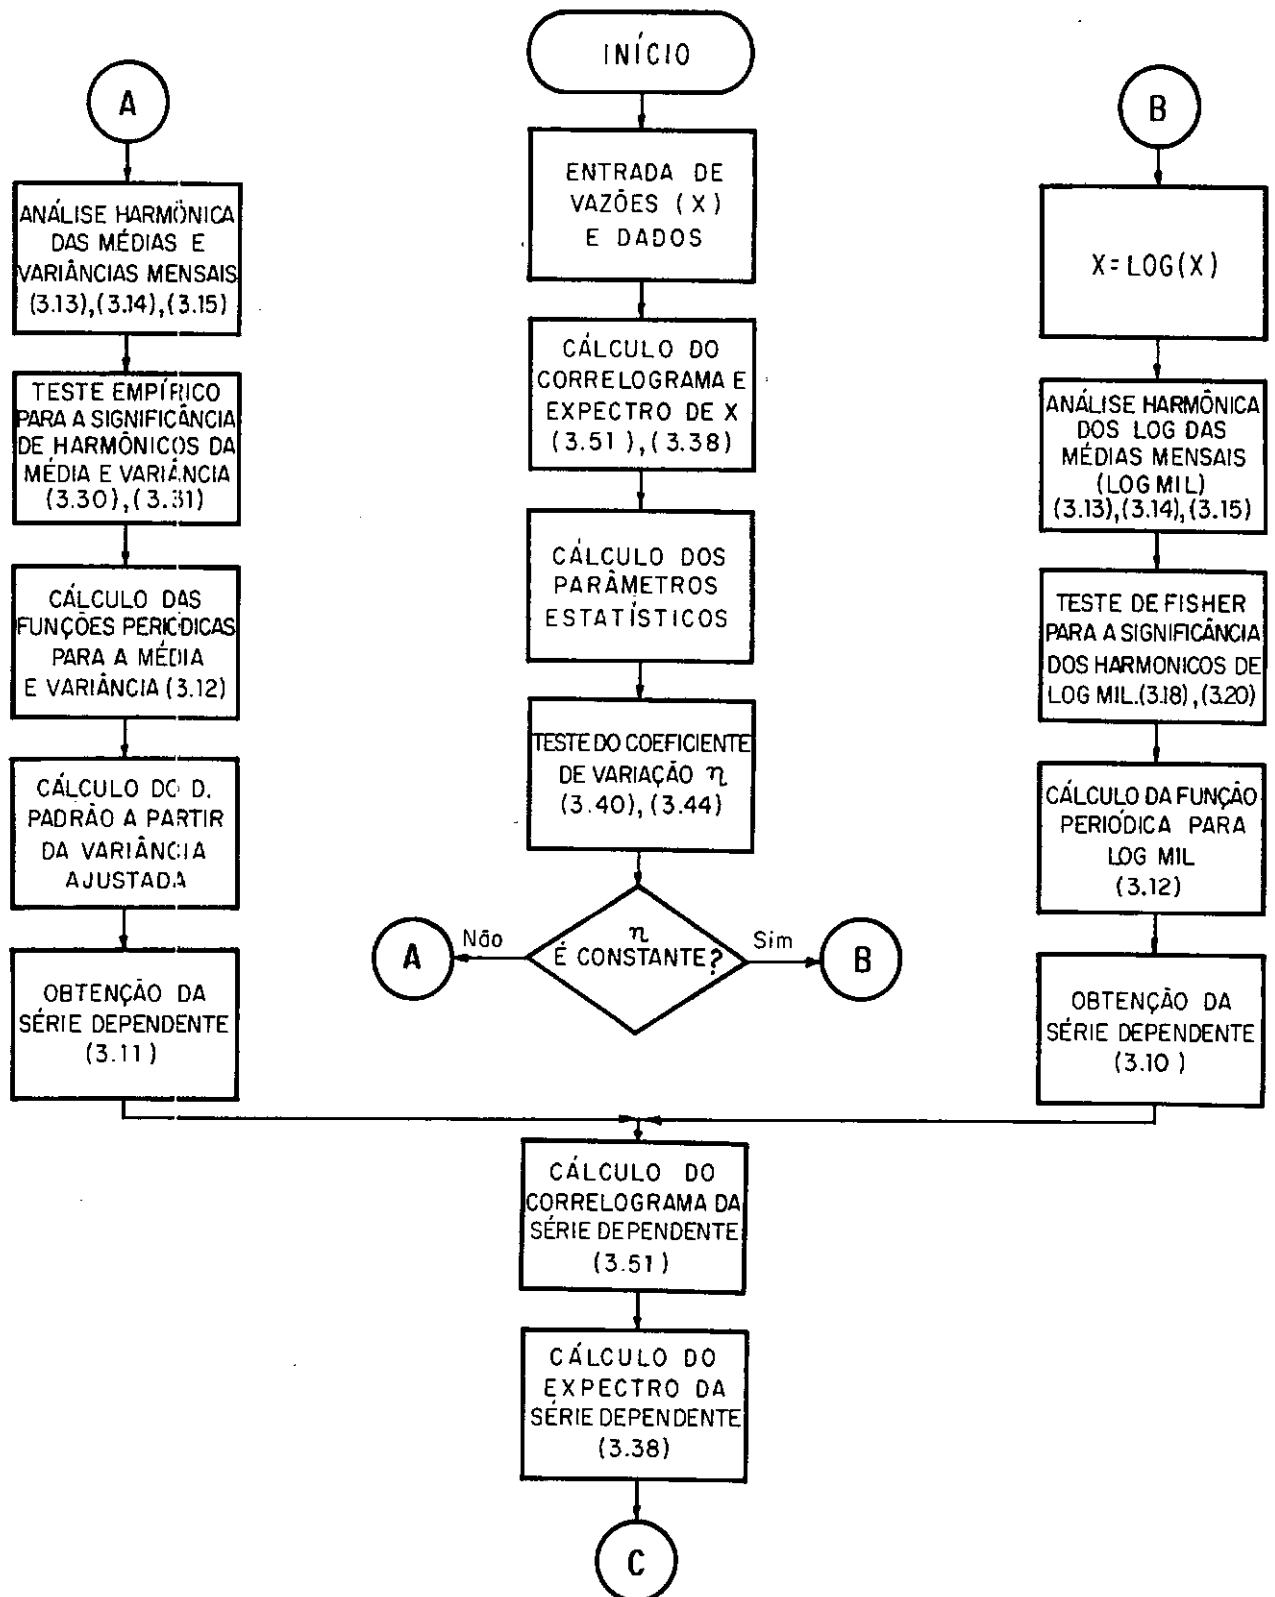 INÍCIO
ENTRADA DE
VAZÕES (X)
E DADOS
CÁLCULO DO
CORRELOGRAMA E
EXPECTRO DE X
(3.51), (3.38)
CÁLCULO DOS
PARÂMETROS
ESTATÍSTICOS
TESTE DO COEFICIENTE
DE VARIAÇÃO η
(3.40), (3.44)
η
É CONSTANTE?
Não
Sim
A
B
A
ANÁLISE HARMÔNICA
DAS MÉDIAS E
VARIÂNCIAS MENSAIS
(3.13),(3.14),(3.15)
TESTE EMPÍRICO
PARA A SIGNIFICÂNCIA
DE HARMÔNICOS DA
MÉDIA E VARIÂNCIA
(3.30), (3.31)
CÁLCULO DAS
FUNÇÕES PERIÓDICAS
PARA A MÉDIA
E VARIÂNCIA (3.12)
CÁLCULO DO D.
PADRÃO A PARTIR
DA VARIÂNCIA
AJUSTADA
OBTENÇÃO DA
SÉRIE DEPENDENTE
(3.11)
B
X=LOG(X)
ANÁLISE HARMÔNICA
DOS LOG DAS
MÉDIAS MENSAIS
(LOG MIL)
(3.13),(3.14),(3.15)
TESTE DE FISHER
PARA A SIGNIFICÂNCIA
DOS HARMONICOS DE
LOG MIL.(3.18),(3.20)
CÁLCULO DA FUNÇÃO
PERIÓDICA PARA
LOG MIL
(3.12)
OBTENÇÃO DA
SÉRIE DEPENDENTE
(3.10)
CÁLCULO DO
CORRELOGRAMA DA
SÉRIE DEPENDENTE
(3.51)
CÁLCULO DO
EXPECTRO DA
SÉRIE DEPENDENTE
(3.38)
C